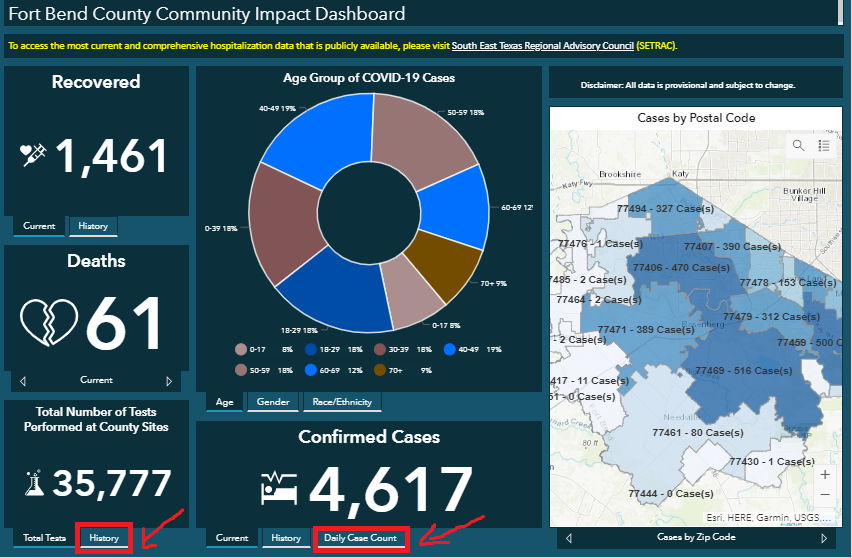 Fort Bend County Community Impact Dashboard
To access the most current and comprehensive hospitalization data that is publicly available, please visit South East Texas Regional Advisory Council (SETRAC).
Recovered
1,461
Current History
Deaths
61
Current
Total Number of Tests
Performed at County Sites
35,777
Total Tests History
Age Group of COVID-19 Cases
40-49 19%
50-59 18%
60-69 12%
0-39 18%
70+ 9%
18-29 18%
0-17 8%
0-17 8% 18-29 18% 30-39 18% 40-49 19%
50-59 18% 60-69 12% 70+ 9%
Age Gender Race/Ethnicity
Confirmed Cases
4,617
Current History Daily Case Count
Disclaimer: All data is provisional and subject to change.
Cases by Postal Code
Brookshire Katy
Katy Fwy
Bunker Hill
Village
77494 - 327 Case(s)
77476 - 1 Case(s)
77407 - 390 Case(s)
77406 - 470 Case(s)
7485 - 2 Case(s)
77478 - 153 Case(s)
77464 - 2 Case(s)
77479 - 312 Case(s)
77471 - 389 Case(s)
Rosenberg
- 2 Case(s)
77459 - 500 C
77469 - 516 Case(s)
417 - 11 Case(s)
51 - 0 Case(s)
Needville
77461 - 80 Case(s)
80 ft
77430 - 1 Case(s)
77444 - 0 Case(s)
+
−
Esri, HERE, Garmin, USGS,...
Cases by Zip Code